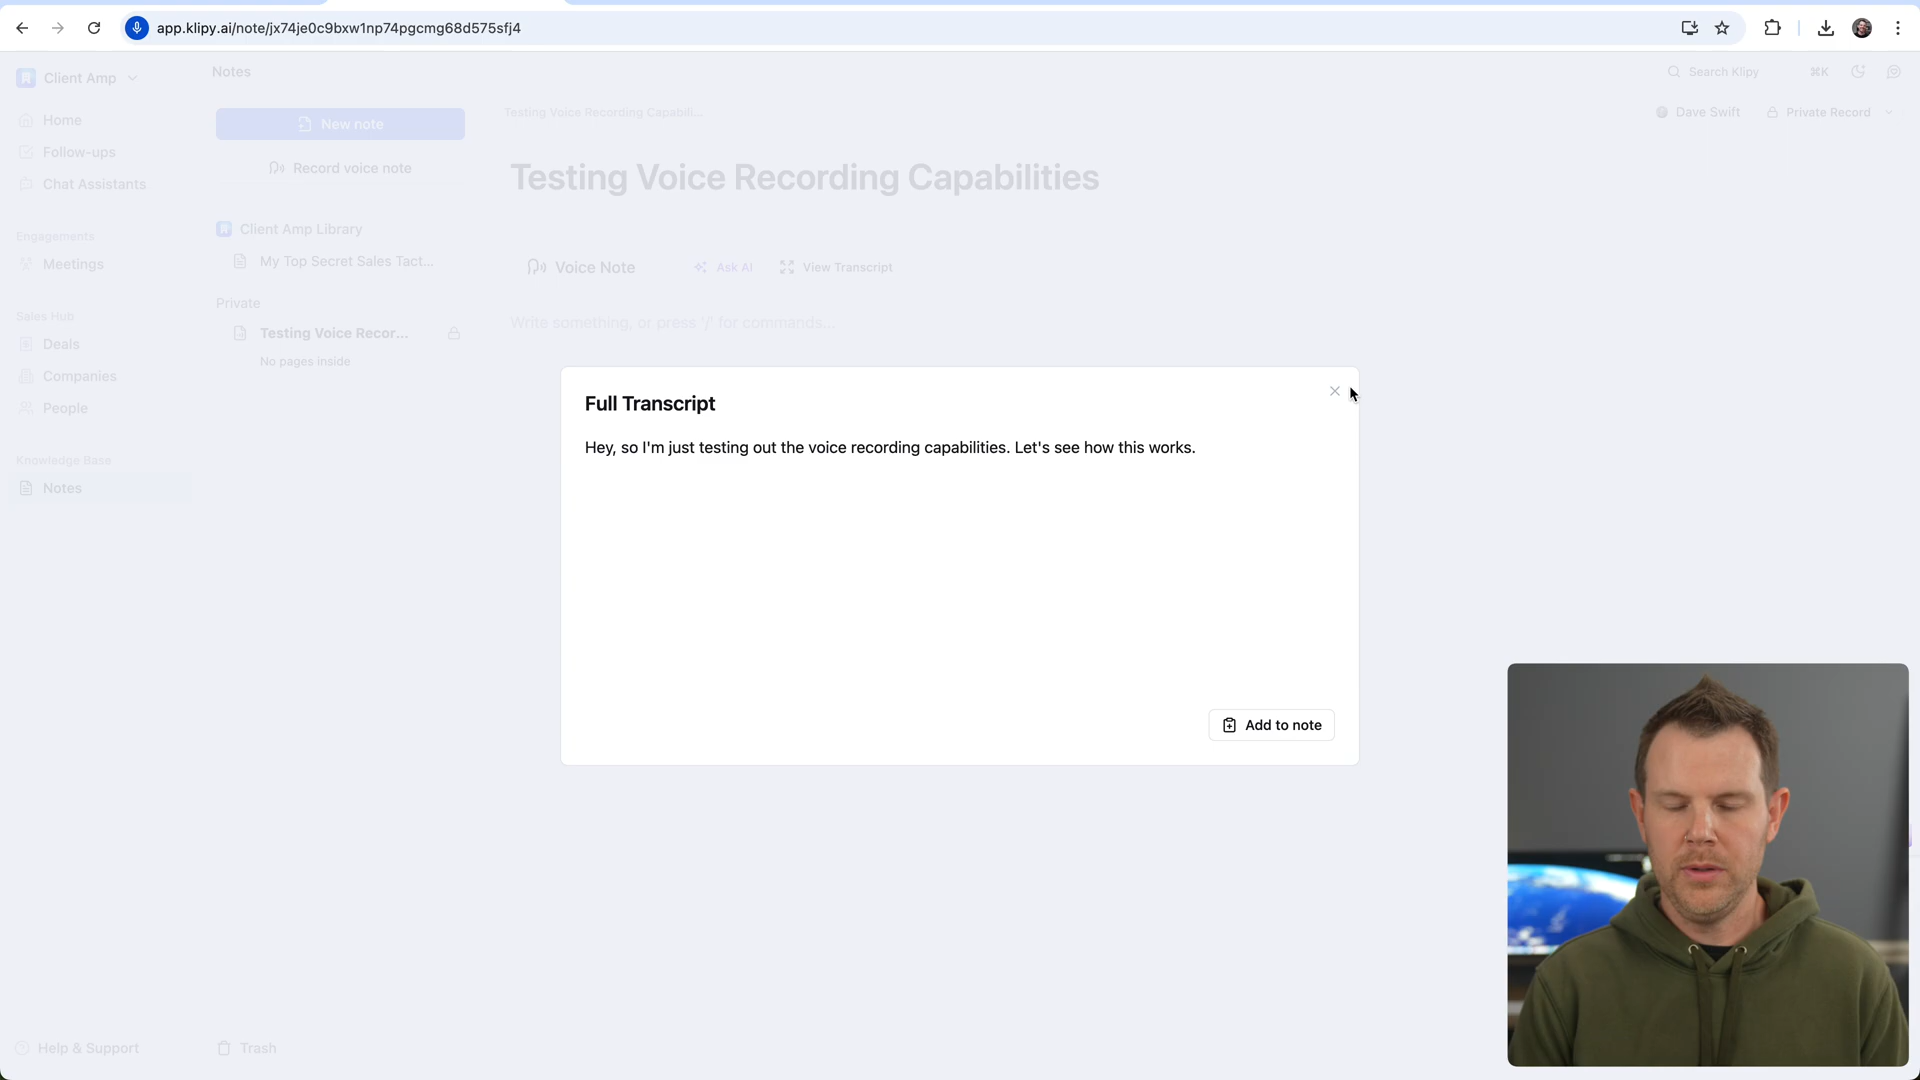 app.klipy.ai/note/jx74je0c9bxw1np74pgcmg68d575sfj4
Client Amp
Notes
Search Klipy
⌘K
Home
Follow-ups
Chat Assistants
Engagements
Meetings
Sales Hub
Deals
Companies
People
Knowledge Base
Notes
Help & Support
New note
Record voice note
Client Amp Library
My Top Secret Sales Tact...
Private
Testing Voice Recor...
No pages inside
Trash
Testing Voice Recording Capabili...
Dave Swift
Private Record
Testing Voice Recording Capabilities
Voice Note
Ask AI
View Transcript
Write something, or press '/' for commands...
Full Transcript
Hey, so I'm just testing out the voice recording capabilities. Let's see how this works.
Add to note